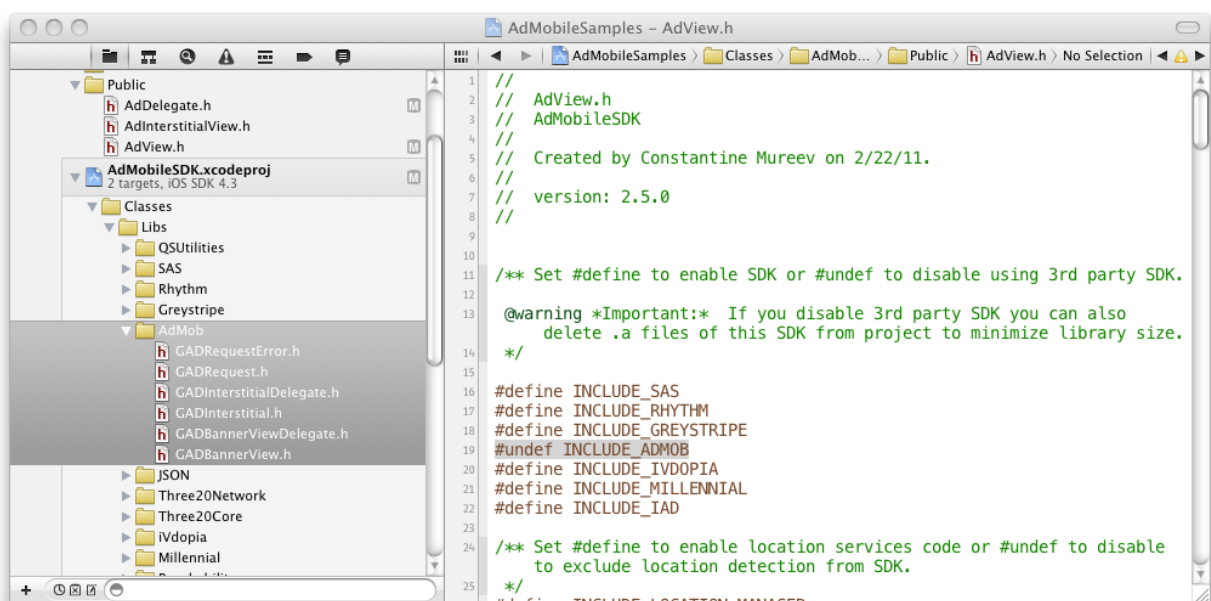 AdMobileSamples – AdView.h
AdMobileSamples Classes AdMob... Public h AdView.h No Selection
Public
h AdDelegate.h M
h AdInterstitialView.h
h AdView.h M
AdMobileSDK.xcodeproj M
2 targets, iOS SDK 4.3
Classes
Libs
QSUtilities
SAS
Rhythm
Greystripe
AdMob
h GADRequestError.h
h GADRequest.h
h GADInterstitialDelegate.h
h GADInterstitial.h
h GADBannerViewDelegate.h
h GADBannerView.h
JSON
Three20Network
Three20Core
iVdopia
Millennial
1 //
2 // AdView.h
3 // AdMobileSDK
4 //
5 // Created by Constantine Mureev on 2/22/11.
6 //
7 // version: 2.5.0
8 //
9
10
11 /** Set #define to enable SDK or #undef to disable using 3rd party SDK.
12
13 @warning *Important:* If you disable 3rd party SDK you can also
delete .a files of this SDK from project to minimize library size.
14 */
15
16 #define INCLUDE_SAS
17 #define INCLUDE_RHYTHM
18 #define INCLUDE_GREYSTRIPE
19 #undef INCLUDE_ADMOB
20 #define INCLUDE_IVDOPIA
21 #define INCLUDE_MILLENNIAL
22 #define INCLUDE_IAD
23
24 /** Set #define to enable location services code or #undef to disable
to exclude location detection from SDK.
25 */
#define LOCATION_MANAGER